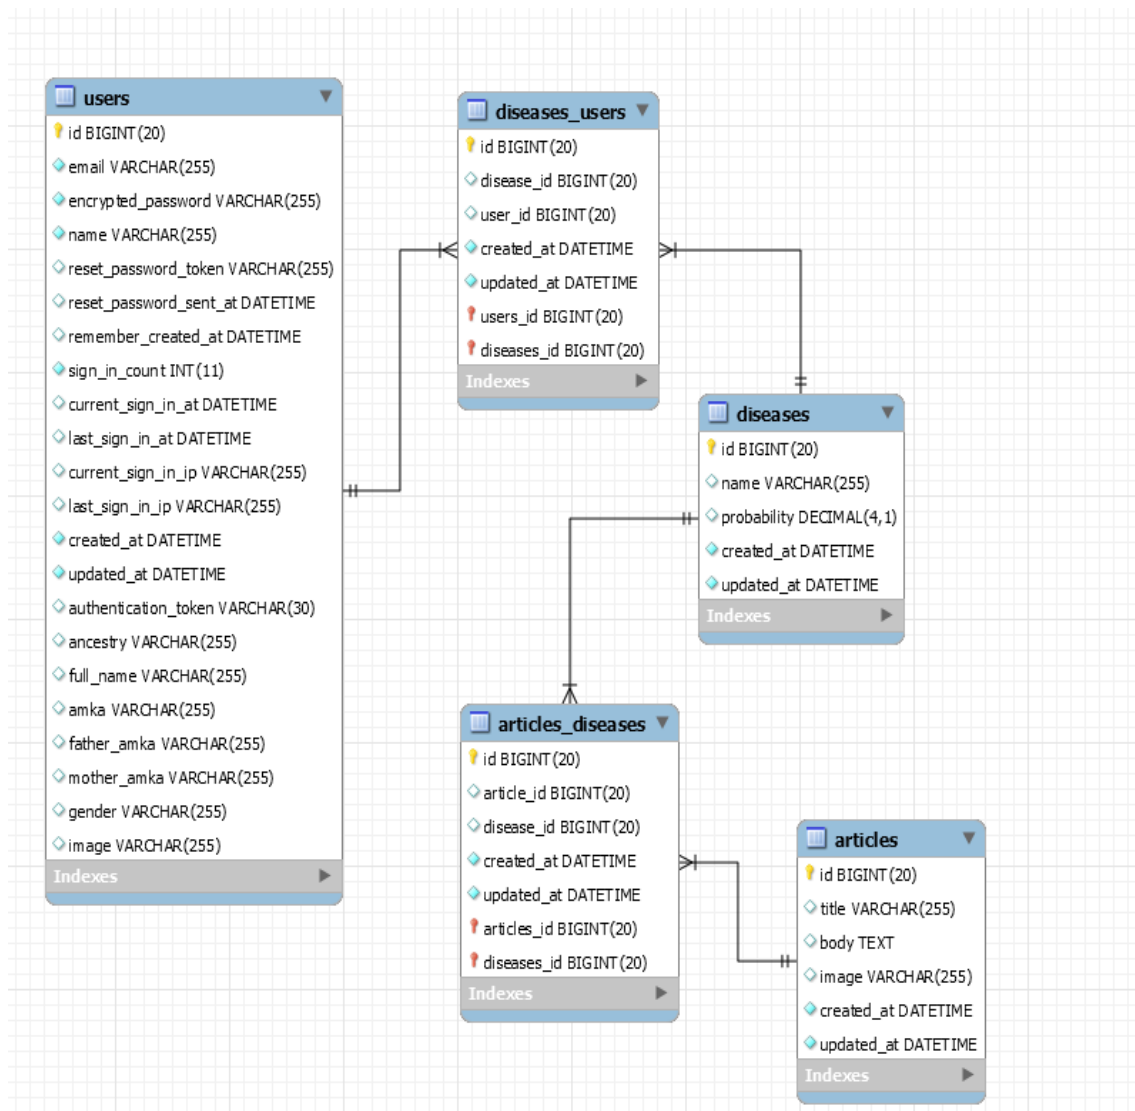 users
id BIGINT(20)
email VARCHAR(255)
encrypted_password VARCHAR(255)
name VARCHAR(255)
reset_password_token VARCHAR(255)
reset_password_sent_at DATETIME
remember_created_at DATETIME
sign_in_count INT(11)
current_sign_in_at DATETIME
last_sign_in_at DATETIME
current_sign_in_ip VARCHAR(255)
last_sign_in_ip VARCHAR(255)
created_at DATETIME
updated_at DATETIME
authentication_token VARCHAR(30)
ancestry VARCHAR(255)
full_name VARCHAR(255)
amka VARCHAR(255)
father_amka VARCHAR(255)
mother_amka VARCHAR(255)
gender VARCHAR(255)
image VARCHAR(255)
Indexes
diseases_users
id BIGINT(20)
disease_id BIGINT(20)
user_id BIGINT(20)
created_at DATETIME
updated_at DATETIME
users_id BIGINT(20)
diseases_id BIGINT(20)
Indexes
diseases
id BIGINT(20)
name VARCHAR(255)
probability DECIMAL(4,1)
created_at DATETIME
updated_at DATETIME
Indexes
articles_diseases
id BIGINT(20)
article_id BIGINT(20)
disease_id BIGINT(20)
created_at DATETIME
updated_at DATETIME
articles_id BIGINT(20)
diseases_id BIGINT(20)
Indexes
articles
id BIGINT(20)
title VARCHAR(255)
body TEXT
image VARCHAR(255)
created_at DATETIME
updated_at DATETIME
Indexes